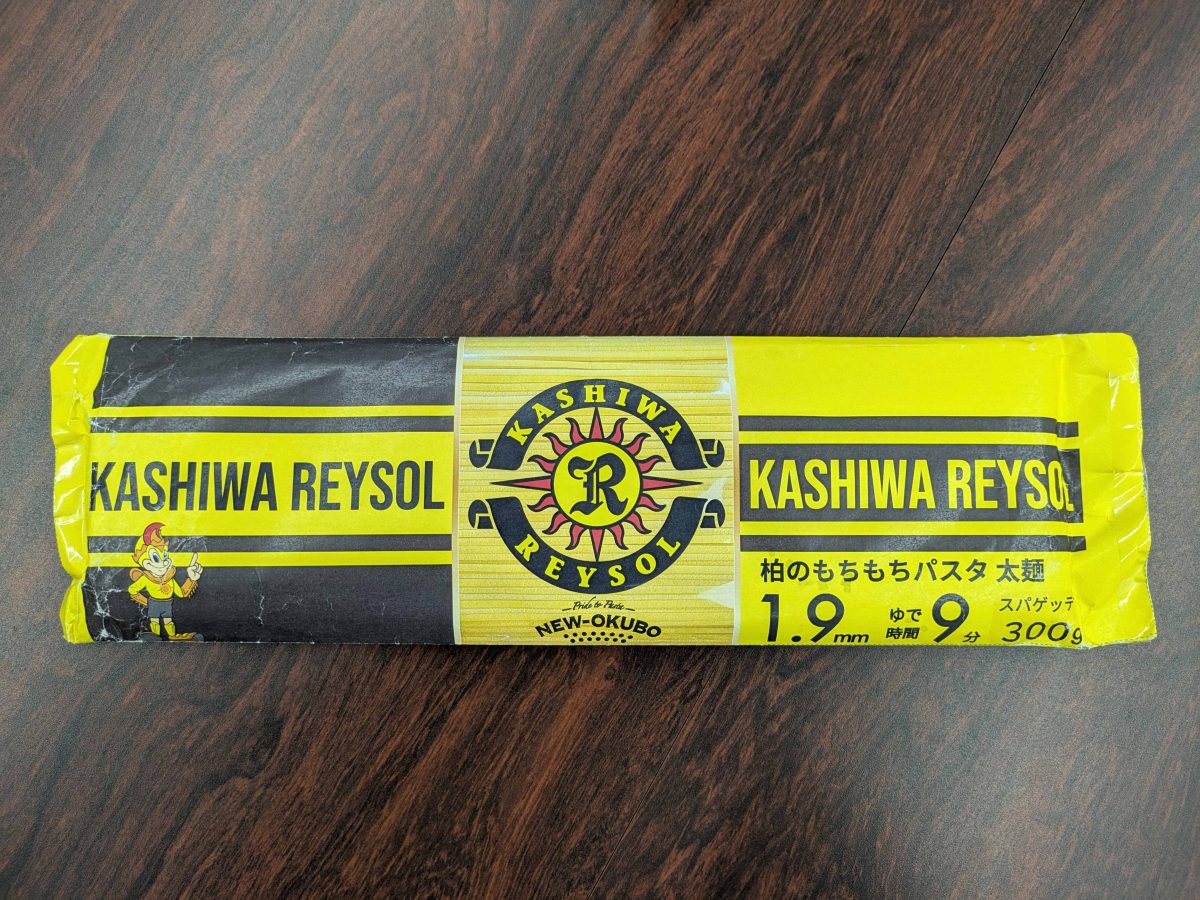 KASHIWA REYSOL
KASHIWA
R
REYSOL
Pride to Pasta
NEW-OKUBO
KASHIWA REYSOL
柏のもちもちパスタ 太麺
1.9mm ゆで時間 9分
スパゲッテ
300g